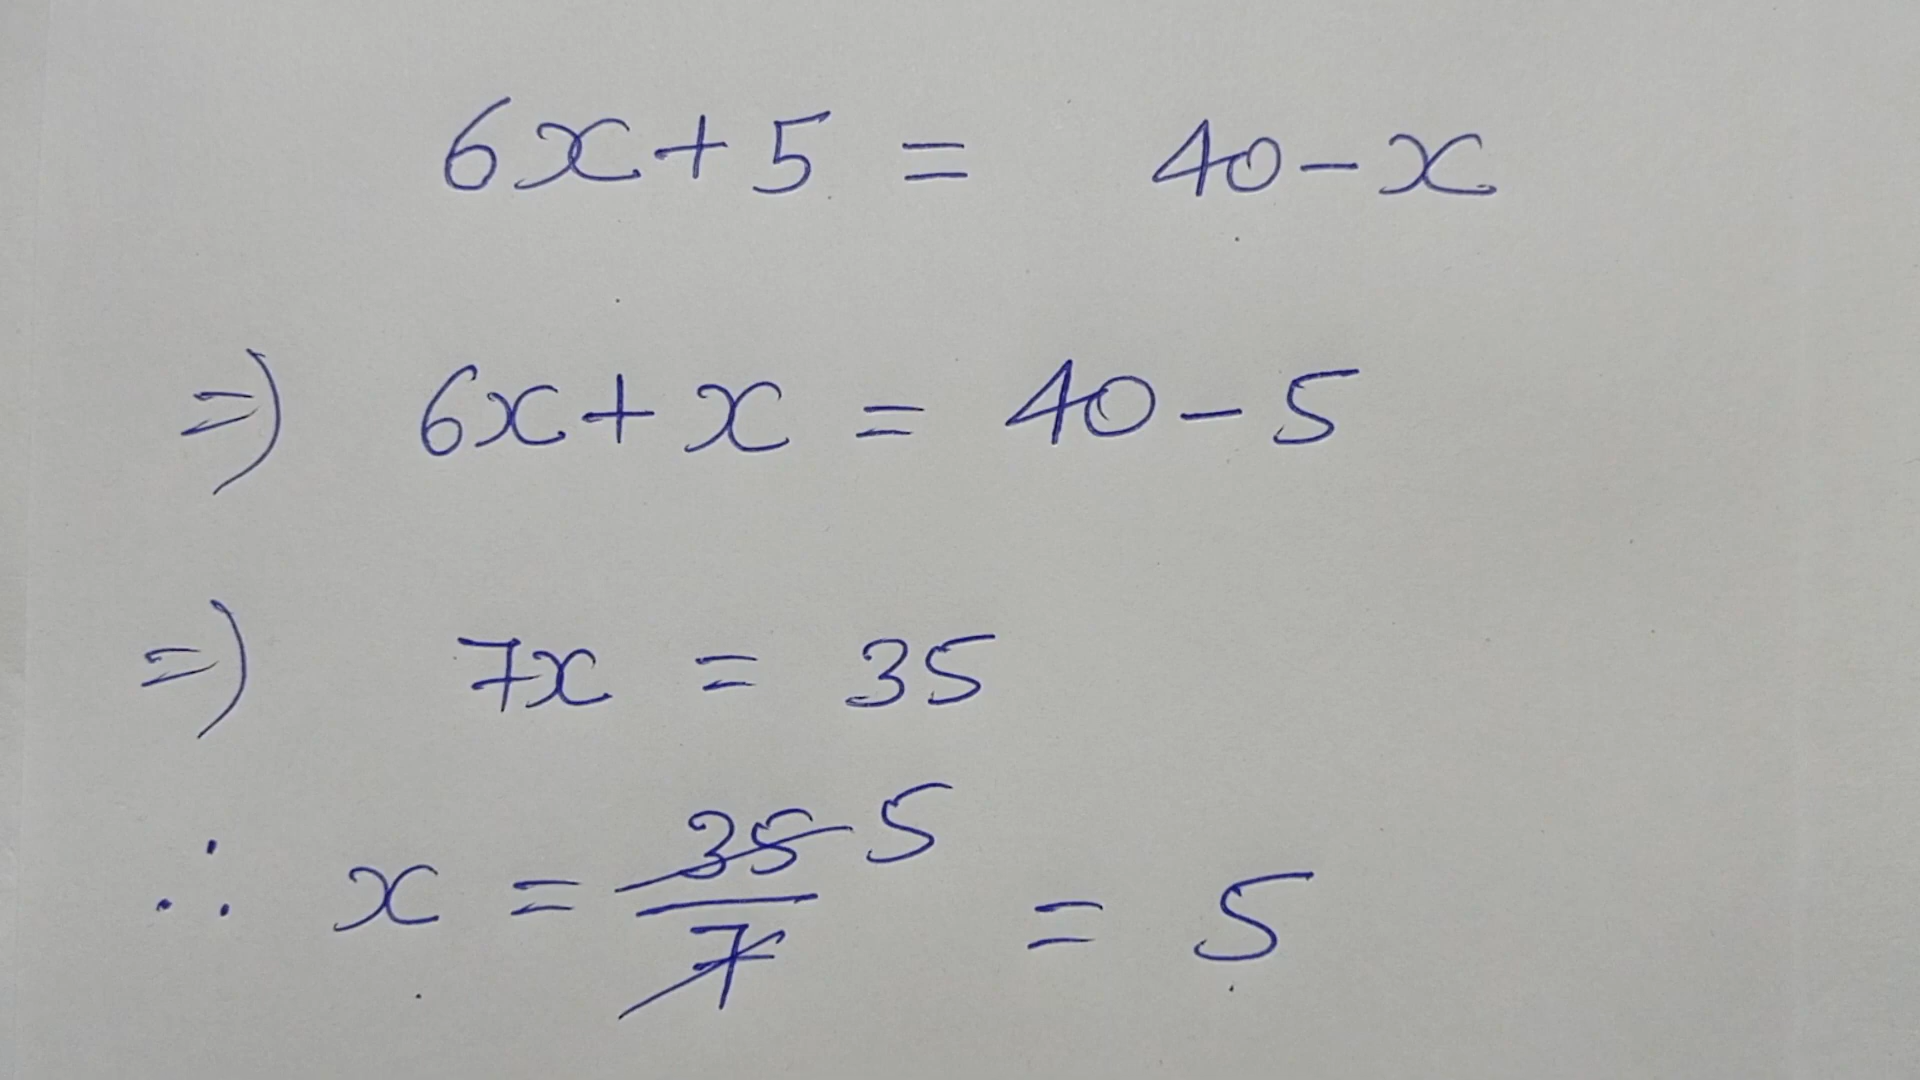 6x+5 = 40-x
=) 6x+x = 40-5
=) 7x = 35
∴ x = 35/7 5 = 5